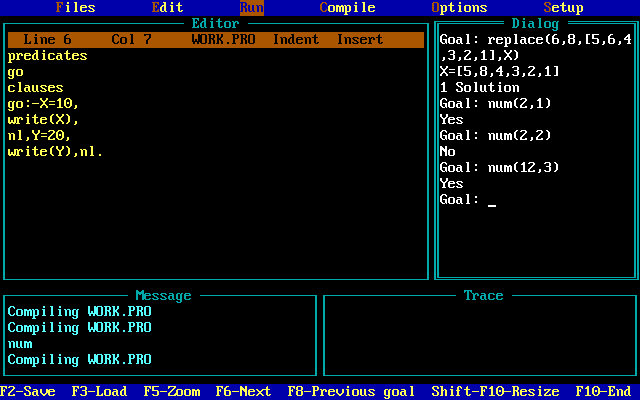 Files Edit Run Compile Options Setup
Editor
Line 6 Col 7 WORK.PRO Indent Insert
predicates
go
clauses
go:-X=10,
write(X),
nl,Y=20,
write(Y),nl.
Dialog
Goal: replace(6,8,[5,6,4
,3,2,1],X)
X=[5,8,4,3,2,1]
1 Solution
Goal: num(2,1)
Yes
Goal: num(2,2)
No
Goal: num(12,3)
Yes
Goal: _
Message
Compiling WORK.PRO
Compiling WORK.PRO
num
Compiling WORK.PRO
Trace
F2-Save F3-Load F5-Zoom F6-Next F8-Previous goal Shift-F10-Resize F10-End